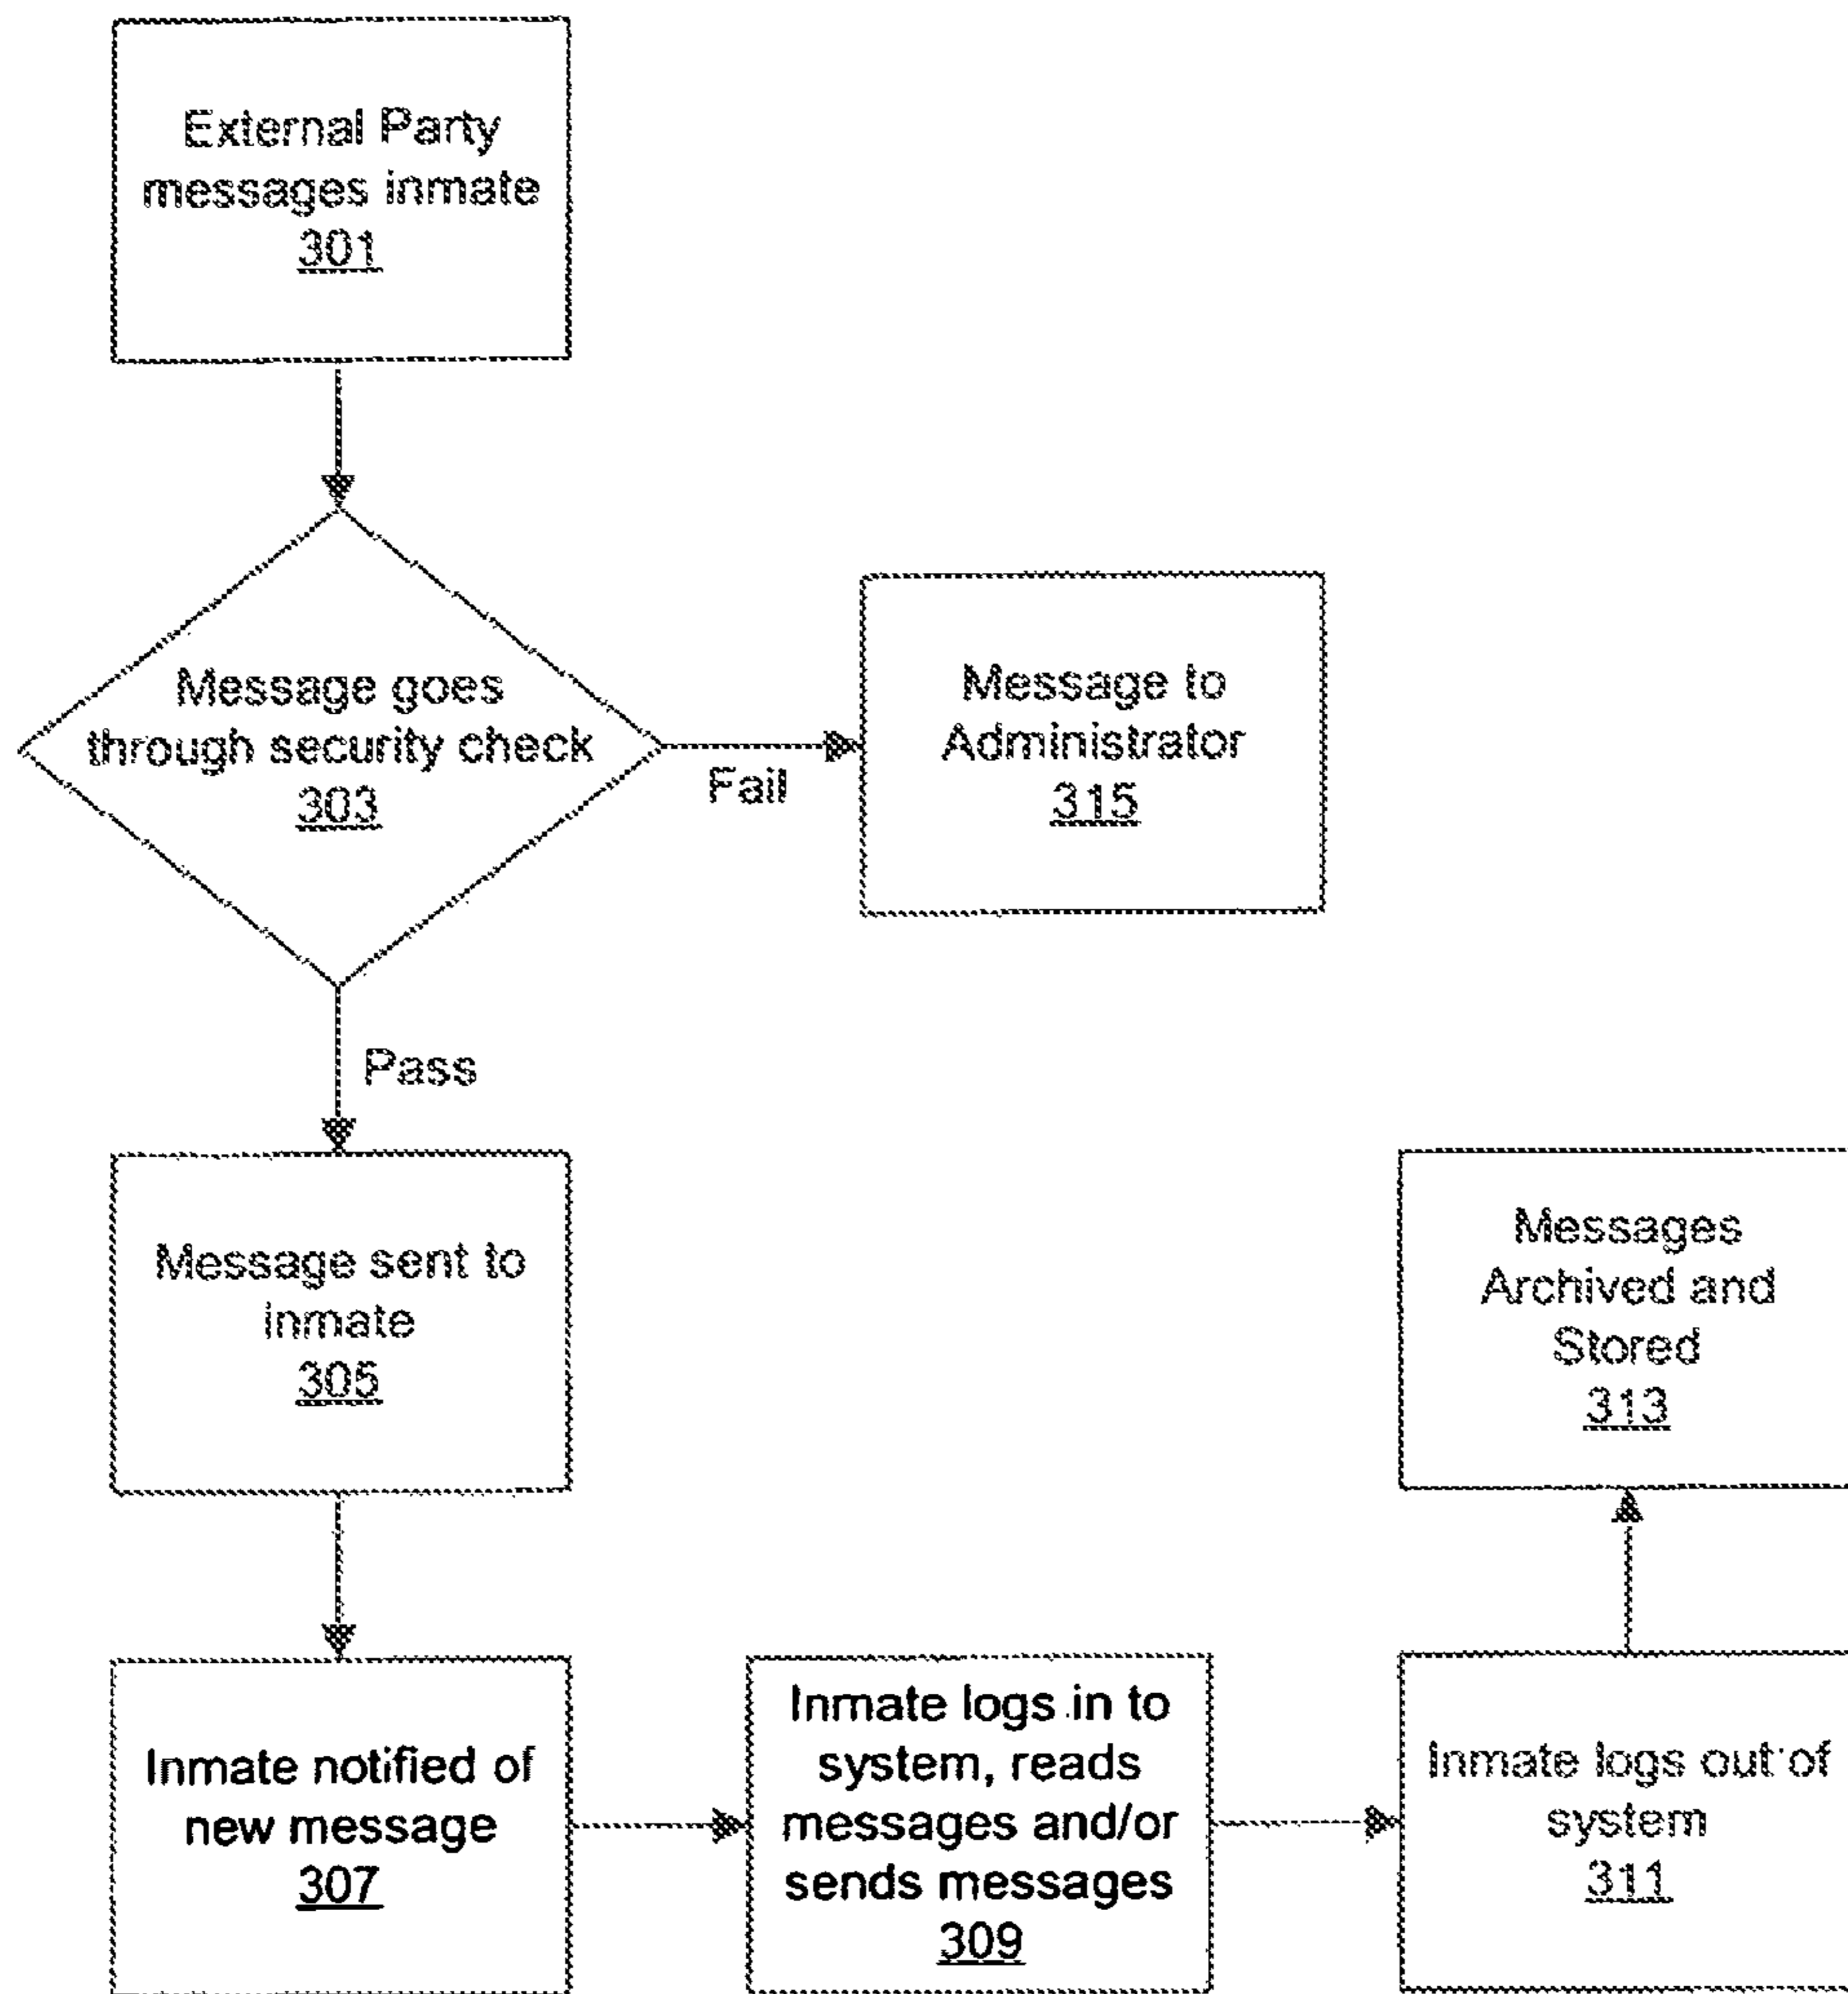 External Party
messages inmate
301
Message goes
through security check
303
Fail
Message to
Administrator
315
Pass
Message sent to
inmate
305
Messages
Archived and
Stored
313
Inmate notified of
new message
307
Inmate logs in to
system, reads
messages and/or
sends messages
309
Inmate logs out of
system
311